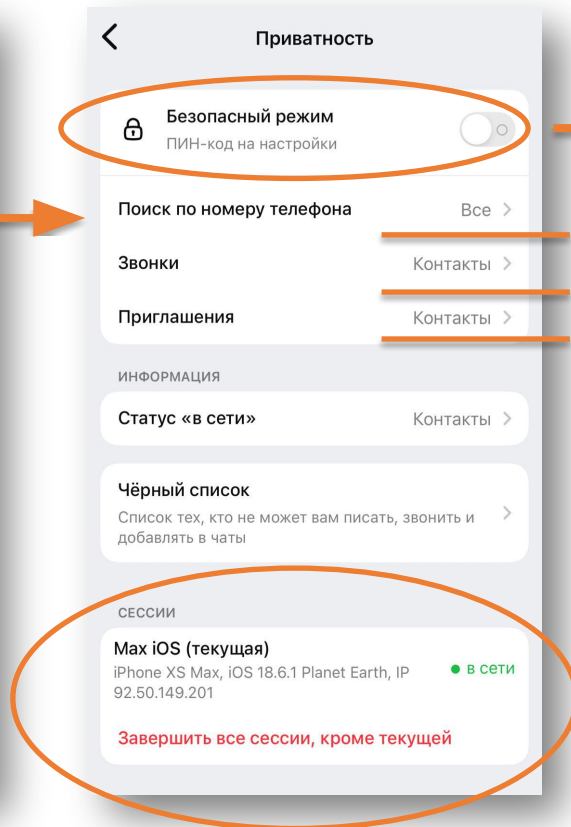 Приватность
Безопасный режим
ПИН-код на настройки
Поиск по номеру телефона Все
Звонки Контакты
Приглашения Контакты
ИНФОРМАЦИЯ
Статус «в сети» Контакты
Чёрный список
Список тех, кто не может вам писать, звонить и
добавлять в чаты
СЕССИИ
Max iOS (текущая)
iPhone XS Max, iOS 18.6.1 Planet Earth, IP
92.50.149.201
в сети
Завершить все сессии, кроме текущей